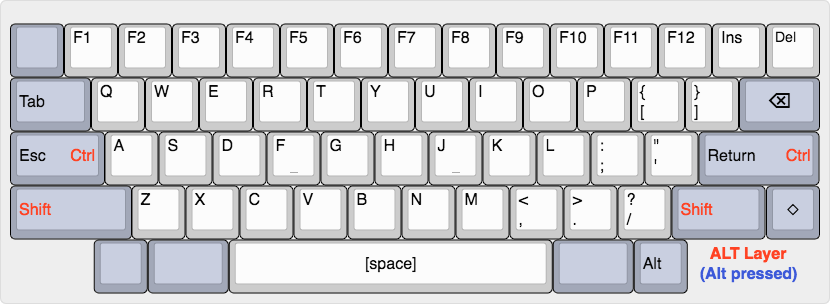 F1 F2 F3 F4 F5 F6 F7 F8 F9 F10 F11 F12 Ins Del
Tab Q W E R T Y U I O P { [ } ]
Esc Ctrl A S D F _ G H J _ K L : ; " ' Return Ctrl
Shift Z X C V B N M < , > . ? / Shift
[space] Alt
ALT Layer
(Alt pressed)